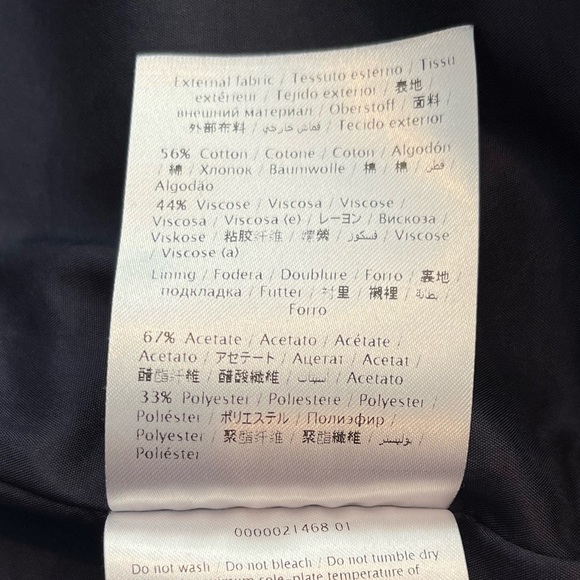 External fabric / Tessuto esterno / Tissu
extérieur / Tejido exterior / 表地 /
внешний материал / Oberstoff / 面料 /
外部布料 / قماش خارجي / Tecido exterior
56% Cotton / Cotone / Coton / Algodón
/ 綿 / Хлопок / Baumwolle / 棉 / 棉 / قطن /
Algodão
44% Viscose / Viscosa / Viscose /
Viscosa / Viscosa (e) / レーヨン / Вискоза /
Viskose / 粘胶纤维 / فسكوز / Viscose
/ Viscose (a)
Lining / Fodera / Doublure / Forro / 裏地 /
подкладка / Futter / 衬里 / 襯裡 / بطانة /
Forro
67% Acetate / Acetato / Acétate /
Acetato / アセテート / Ацетат / Acetat /
醋酯纤维 / 醋酸纖維 / أسيتات / Acetato
33% Polyester / Poliestere / Polyester /
Poliéster / ポリエステル / Полиэфир /
Polyester / 聚酯纤维 / 聚酯纖維 / بوليستر /
Poliéster
0000021468 01
Do not wash / Do not bleach / Do not tumble dry
sole-plate temperature of